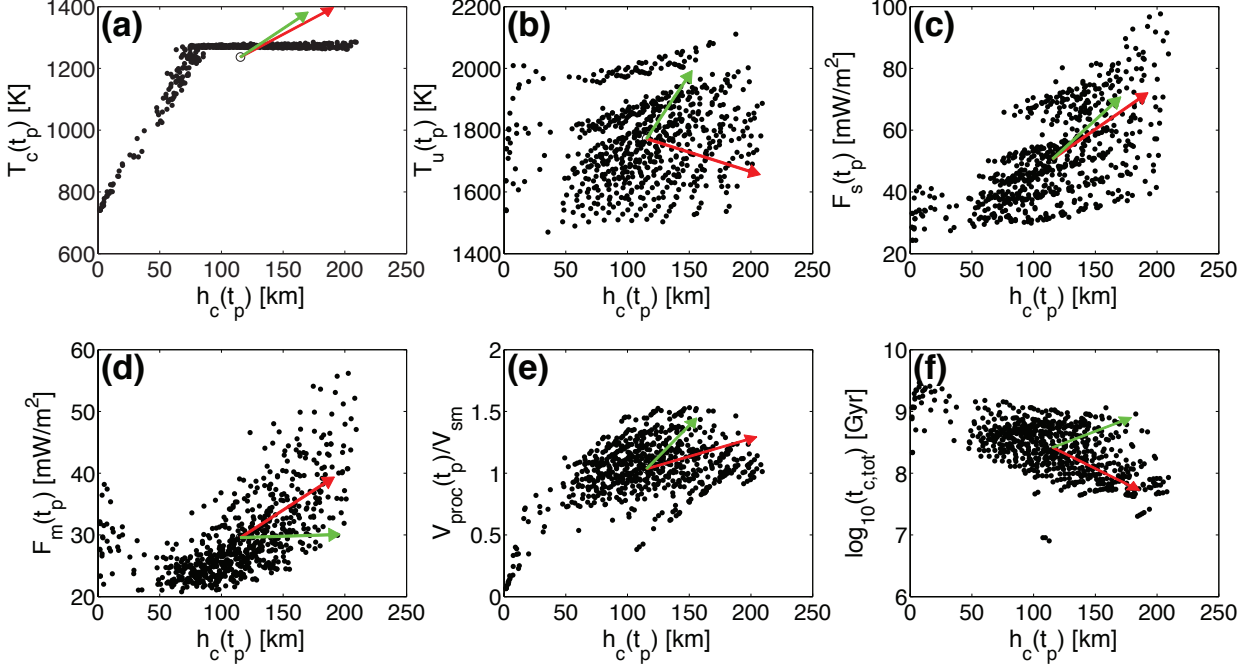 (a)
T_c(t_p) [K]
1400
1200
1000
800
600
0 50 100 150 200 250
h_c(t_p) [km]
(b)
T_u(t_p) [K]
2200
2000
1800
1600
1400
0 50 100 150 200 250
h_c(t_p) [km]
(c)
F_s(t_p) [mW/m²]
100
80
60
40
20
0 50 100 150 200 250
h_c(t_p) [km]
(d)
F_m(t_p) [mW/m²]
60
50
40
30
20
0 50 100 150 200 250
h_c(t_p) [km]
(e)
V_proc(t_p)/V_sm
2
1.5
1
0.5
0
0 50 100 150 200 250
h_c(t_p) [km]
(f)
log_10(t_c,tot) [Gyr]
10
9
8
7
6
0 50 100 150 200 250
h_c(t_p) [km]